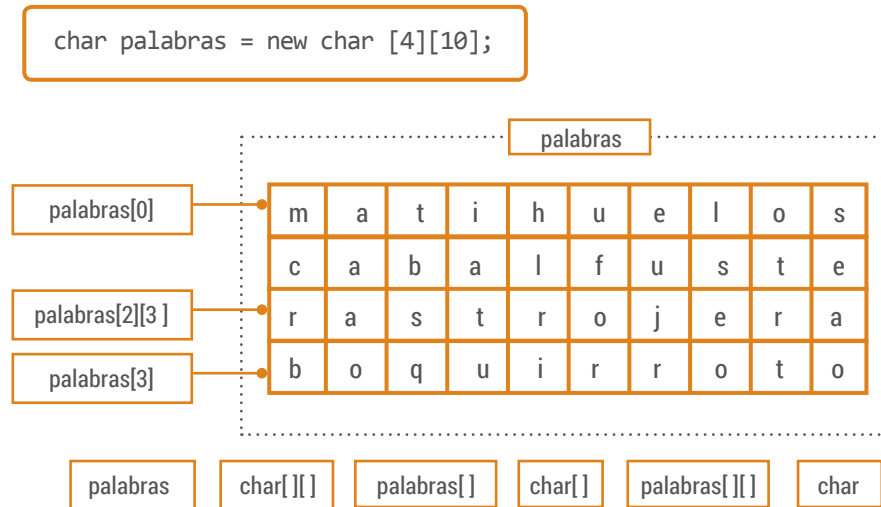 char palabras = new char [4][10];
palabras
palabras[0]
m a t i h u e l o s
c a b a l f u s t e
palabras[2][3 ]
r a s t r o j e r a
palabras[3]
b o q u i r r o t o
palabras char[ ][ ] palabras[ ] char[ ] palabras[ ][ ] char